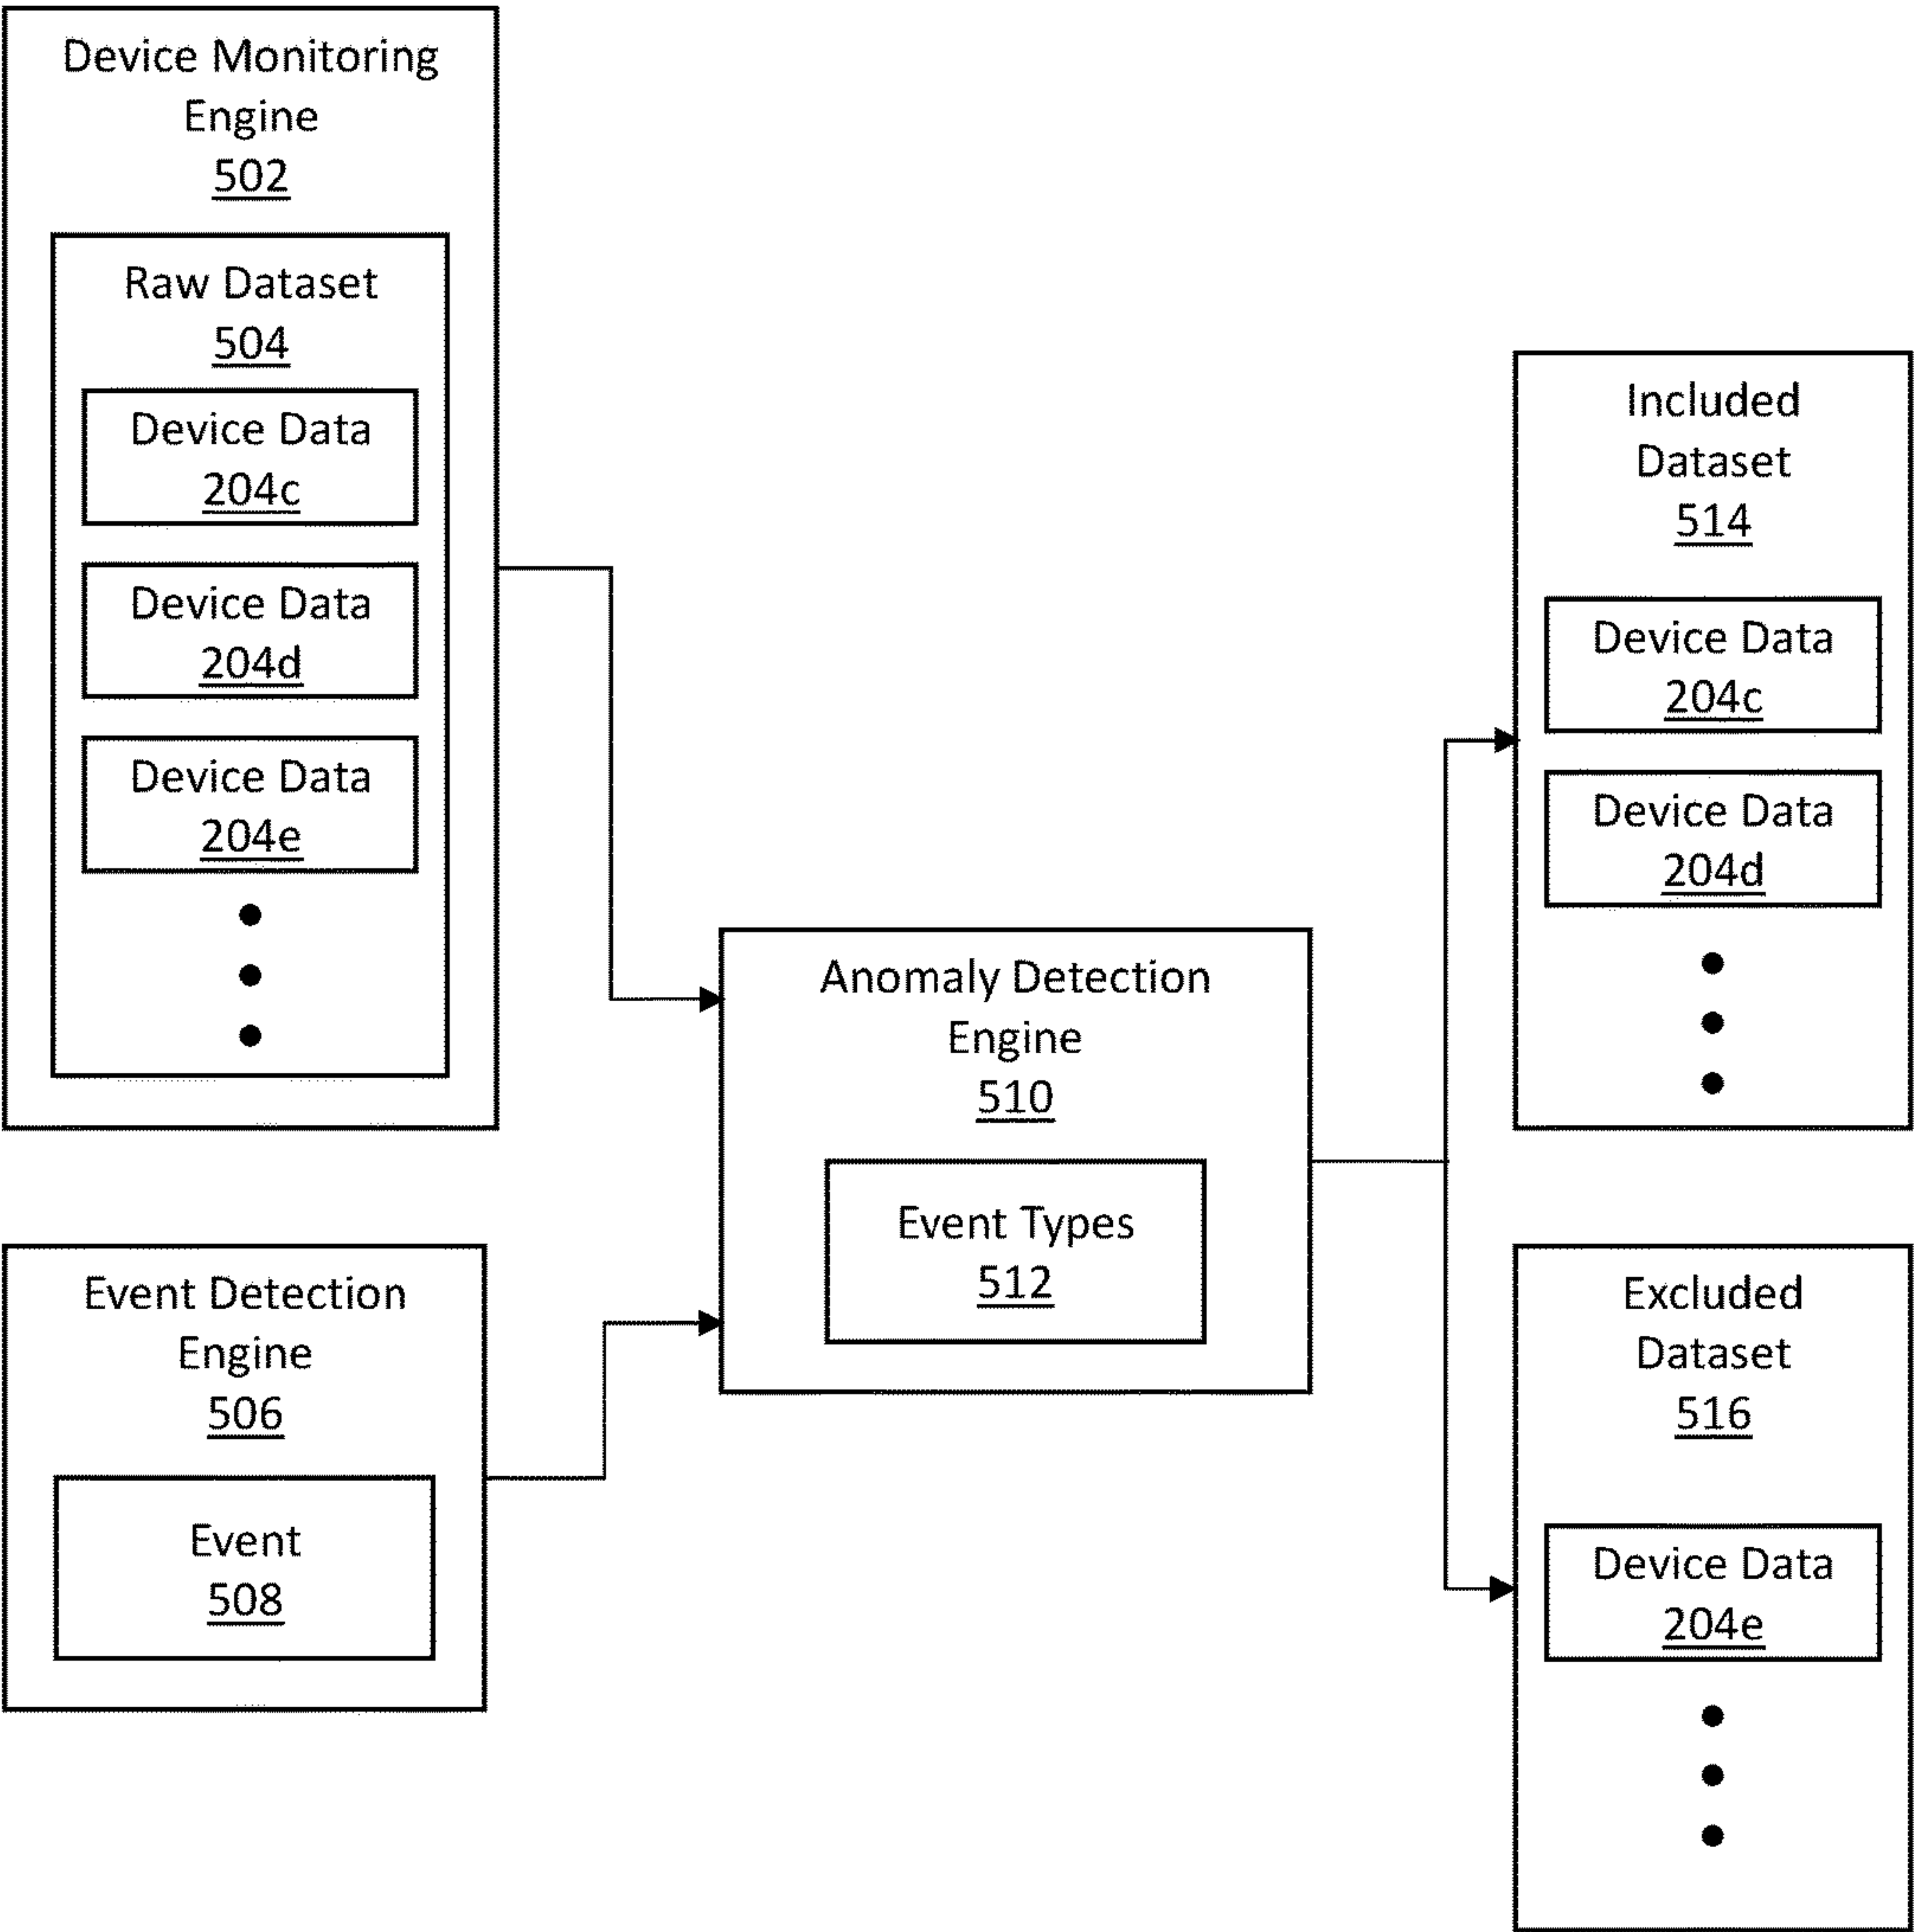 Device Monitoring
Engine
502
Raw Dataset
504
Device Data
204c
Device Data
204d
Device Data
204e
Event Detection
Engine
506
Event
508
Anomaly Detection
Engine
510
Event Types
512
Included
Dataset
514
Device Data
204c
Device Data
204d
Excluded
Dataset
516
Device Data
204e